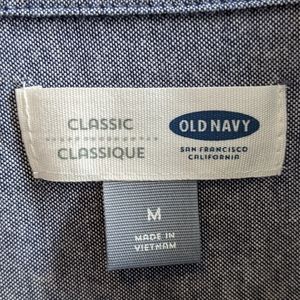 CLASSIC
CLASSIQUE
OLD NAVY
SAN FRANCISCO
CALIFORNIA
M
MADE IN
VIETNAM